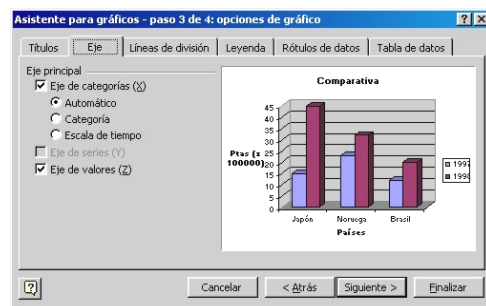 Asistente para gráficos - paso 3 de 4: opciones de gráfico
Títulos
Eje
Líneas de división
Leyenda
Rótulos de datos
Tabla de datos
Eje principal
Eje de categorías (X)
Automático
Categoría
Escala de tiempo
Eje de series (Y)
Eje de valores (Z)
Comparativa
45
40
35
30
25
20
15
10
5
0
Ptas (x
100000)
Japón Noruega Brasil
Países
1997
1998
Cancelar
< Atrás
Siguiente >
Finalizar